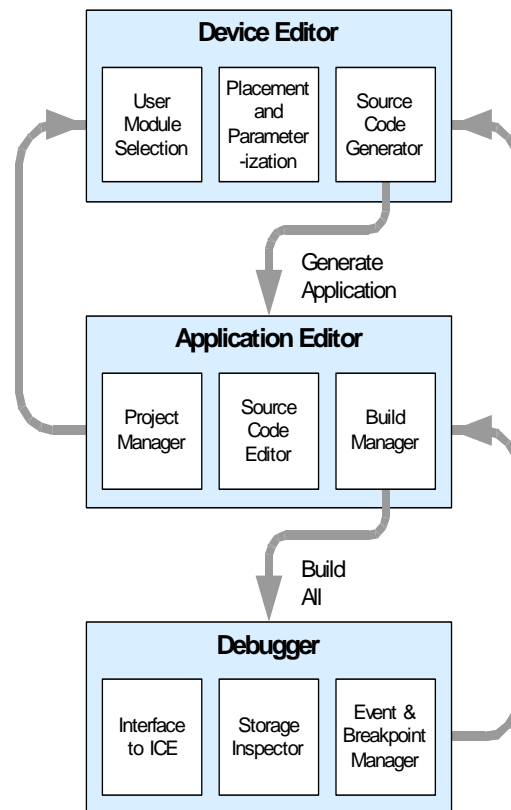 Device Editor
User
Module
Selection
Placement
and
Parameter
-ization
Source
Code
Generator
Generate
Application
Application Editor
Project
Manager
Source
Code
Editor
Build
Manager
Build
All
Debugger
Interface
to ICE
Storage
Inspector
Event &
Breakpoint
Manager